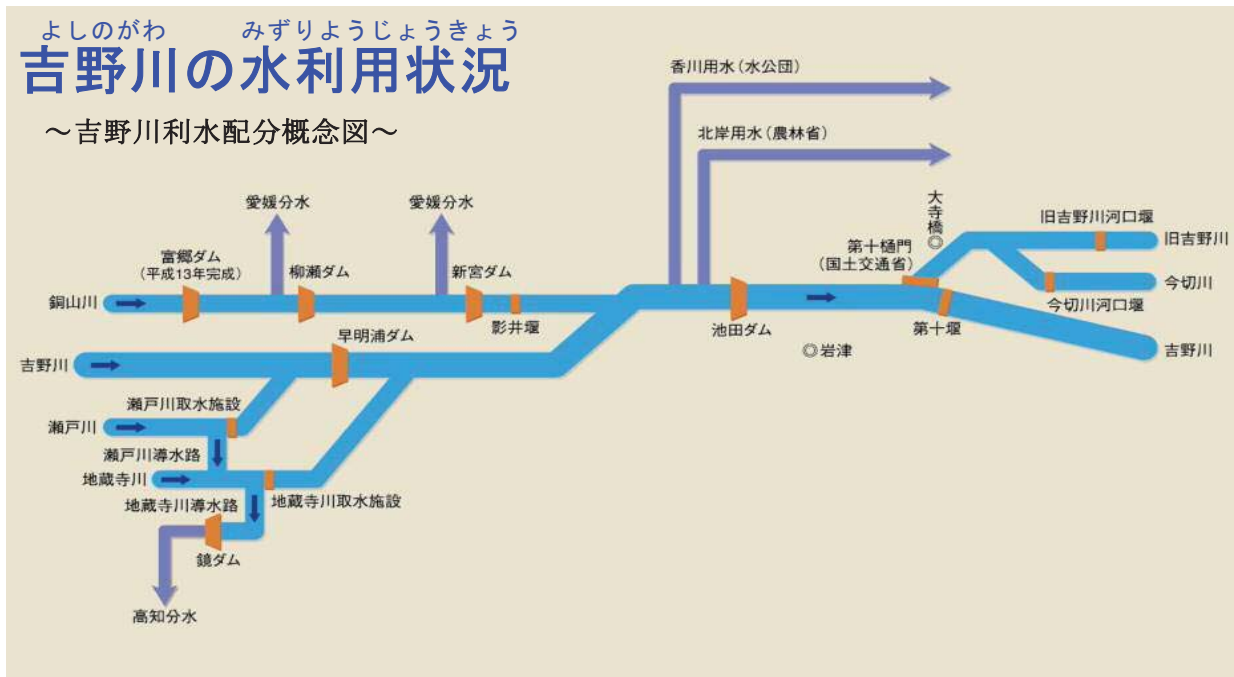 よしのがわ みずりようじょうきょう
吉野川の水利用状況
～吉野川利水配分概念図～
香川用水(水公団)
北岸用水(農林省)
愛媛分水
愛媛分水
大寺橋◎
旧吉野川河口堰
旧吉野川
富郷ダム
(平成13年完成)
柳瀬ダム
新宮ダム
第十樋門
(国土交通省)
今切川
銅山川
影井堰
今切川河口堰
池田ダム
第十堰
早明浦ダム
◎岩津
吉野川
吉野川
瀬戸川取水施設
瀬戸川
瀬戸川導水路
地蔵寺川
地蔵寺川導水路
地蔵寺川取水施設
鏡ダム
高知分水